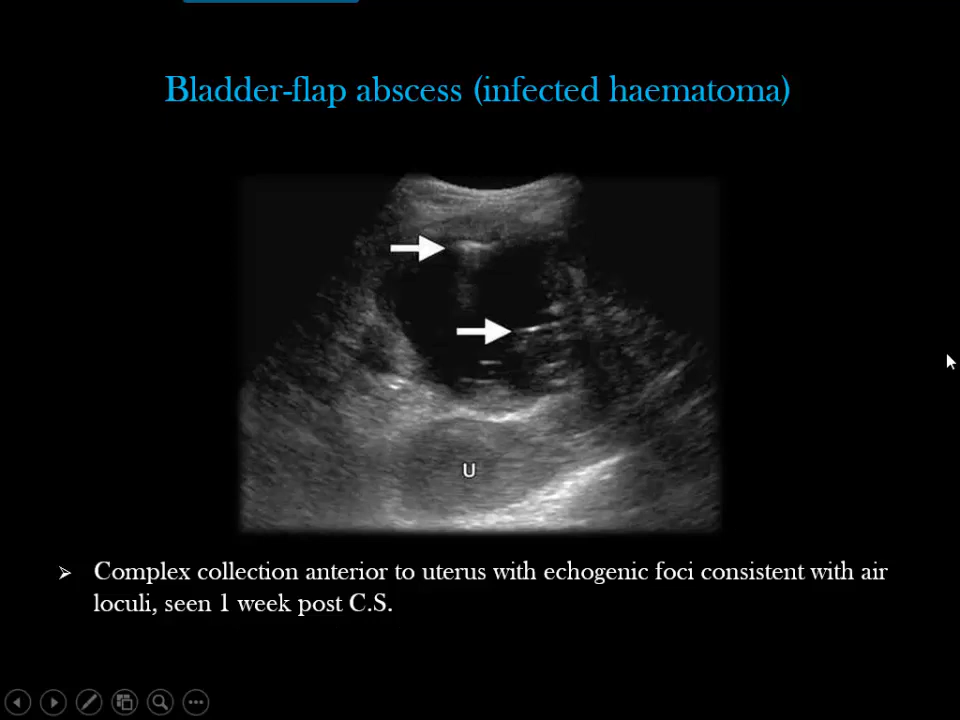 Bladder-flap abscess (infected haematoma)
U
Complex collection anterior to uterus with echogenic foci consistent with air
loculi, seen 1 week post C.S.